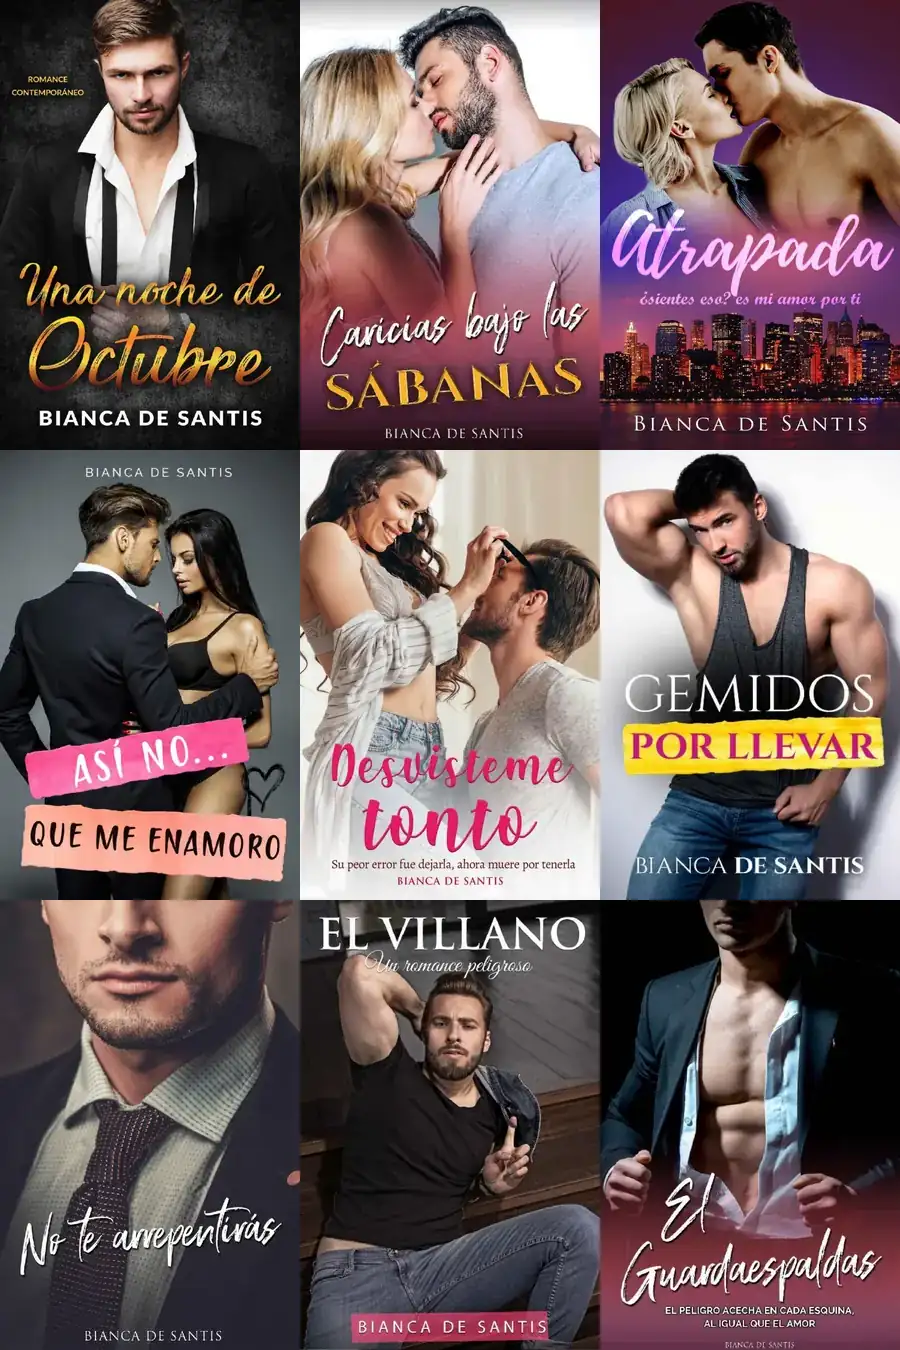 ROMANCE
CONTEMPORÁNEO
Una noche de
Octubre
BIANCA DE SANTIS
Caricias bajo las
SÁBANAS
BIANCA DE SANTIS
Atrapada
¿sientes eso? es mi amor por ti
BIANCA DE SANTIS
BIANCA DE SANTIS
ASÍ NO...
QUE ME ENAMORO
Desvisteme
tonto
Su peor error fue dejarla, ahora muere por tenerla
BIANCA DE SANTIS
GEMIDOS
POR LLEVAR
BIANCA DE SANTIS
No te arrepentirás
BIANCA DE SANTIS
EL VILLANO
Un romance peligroso
BIANCA DE SANTIS
El
Guardaespaldas
EL PELIGRO ACECHA EN CADA ESQUINA,
AL IGUAL QUE EL AMOR
BIANCA DE SANTIS